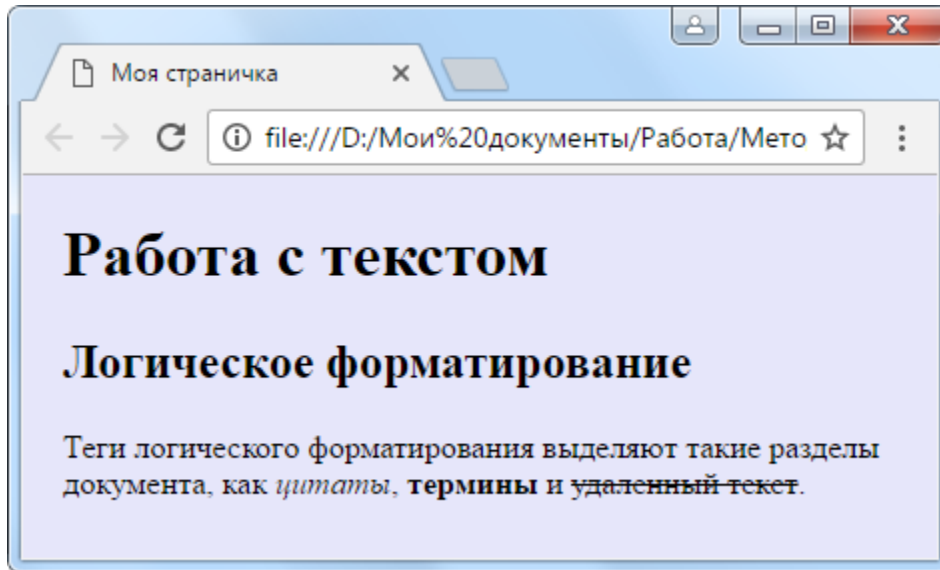 Моя страничка
file:///D:/Мои%20документы/Работа/Мето
Работа с текстом
Логическое форматирование
Теги логического форматирования выделяют такие разделы
документа, как цитаты, термины и удаленный текст.